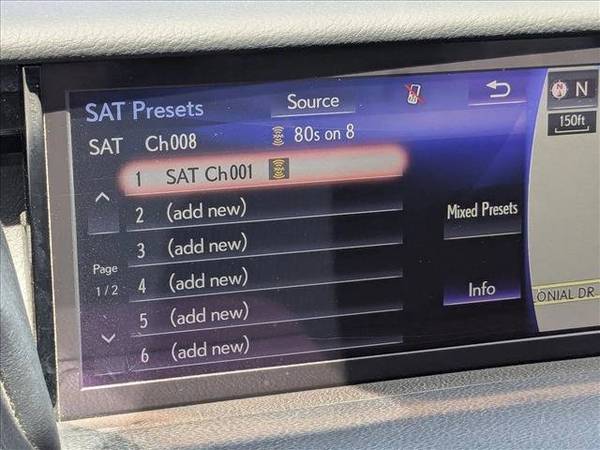 SAT Presets
Source
SAT Ch008 80s on 8
1 SAT Ch001
2 (add new)
3 (add new)
4 (add new)
5 (add new)
6 (add new)
Page
1 / 2
Mixed Presets
Info
N N
150ft
ONIAL DR